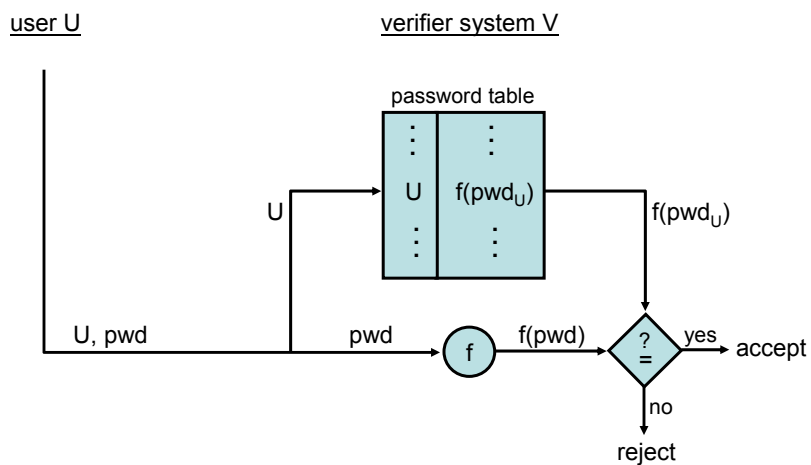 user U
verifier system V
password table
⋮ ⋮
U f(pwd_U)
⋮ ⋮
U
f(pwd_U)
U, pwd
pwd
f
f(pwd)
?
=
yes
accept
no
reject